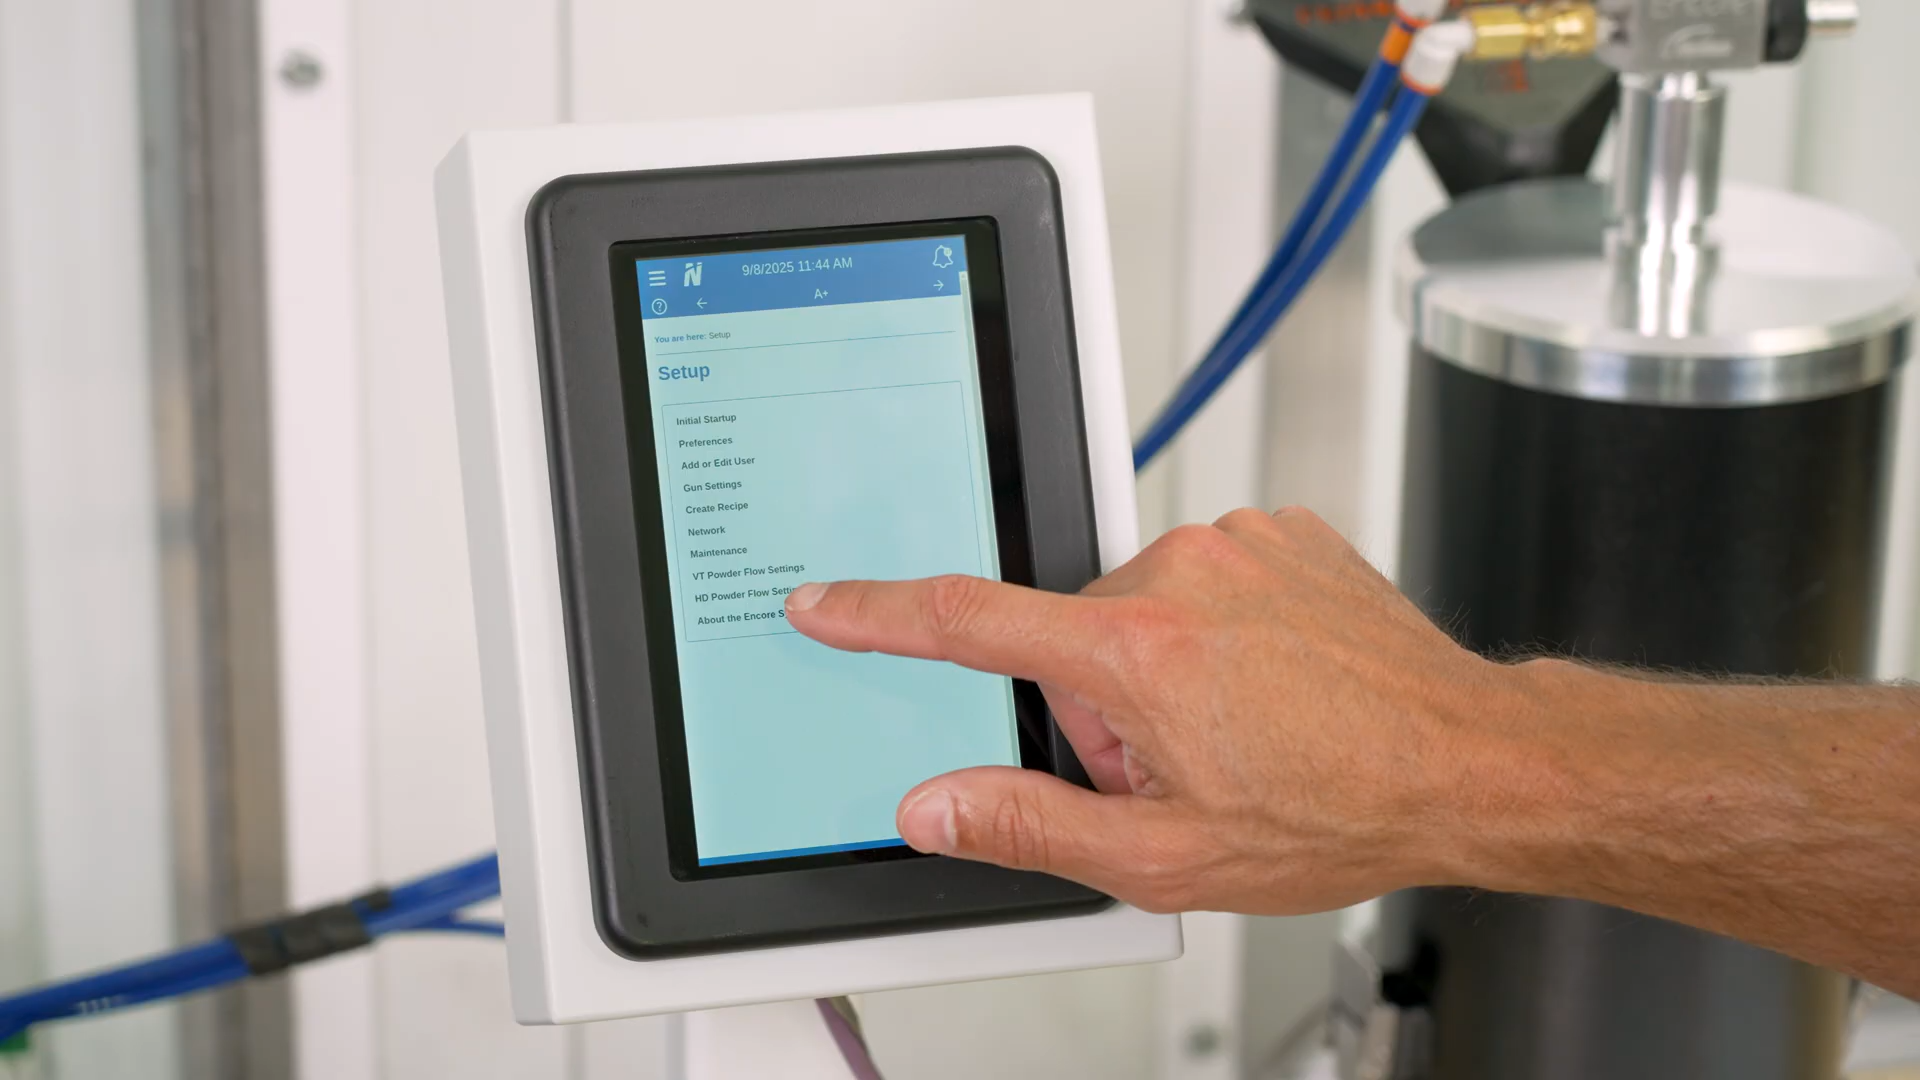 9/8/2025 11:44 AM
A+
You are here: Setup
Setup
Initial Startup
Preferences
Add or Edit User
Gun Settings
Create Recipe
Network
Maintenance
VT Powder Flow Settings
HD Powder Flow
About the Encore